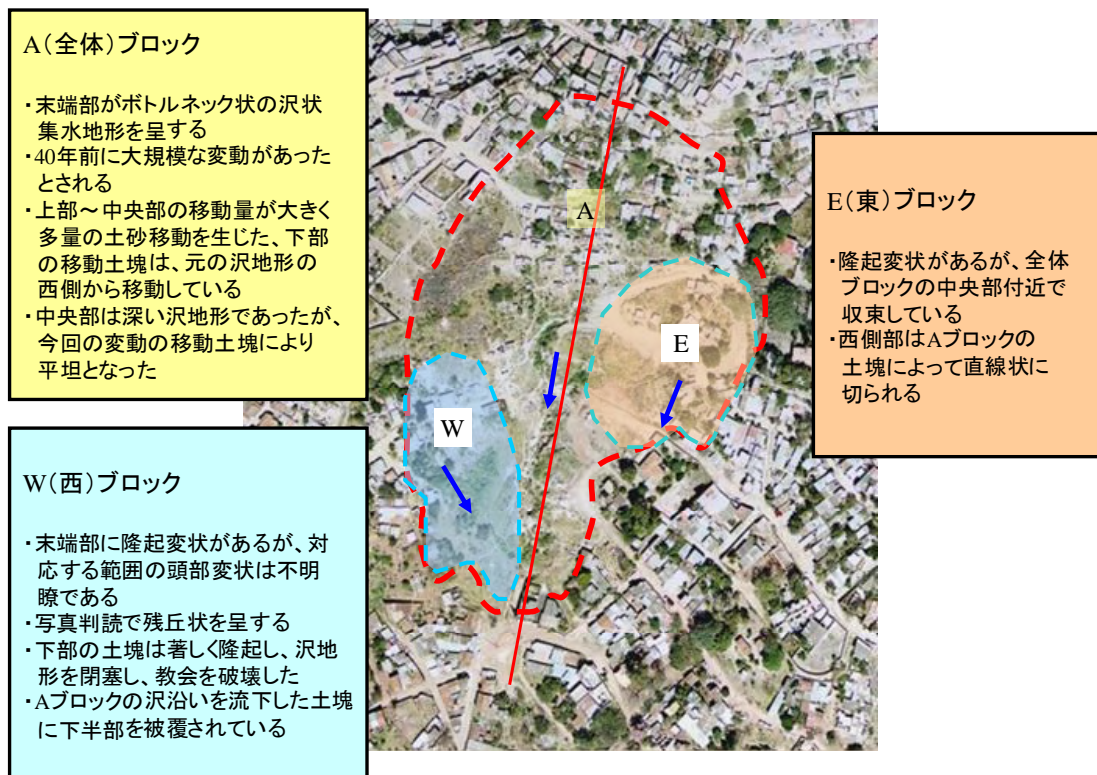 A（全体）ブロック
・末端部がボトルネック状の沢状
集水地形を呈する
・40年前に大規模な変動があった
とされる
・上部～中央部の移動量が大きく
多量の土砂移動を生じた、下部
の移動土塊は、元の沢地形の
西側から移動している
・中央部は深い沢地形であったが、
今回の変動の移動土塊により
平坦となった
W（西）ブロック
・末端部に隆起変状があるが、対
応する範囲の頭部変状は不明
瞭である
・写真判読で残丘状を呈する
・下部の土塊は著しく隆起し、沢地
形を閉塞し、教会を破壊した
・Aブロックの沢沿いを流下した土塊
に下半部を被覆されている
A
E
W
E（東）ブロック
・隆起変状があるが、全体
ブロックの中央部付近で
収束している
・西側部はAブロックの
土塊によって直線状に
切られる